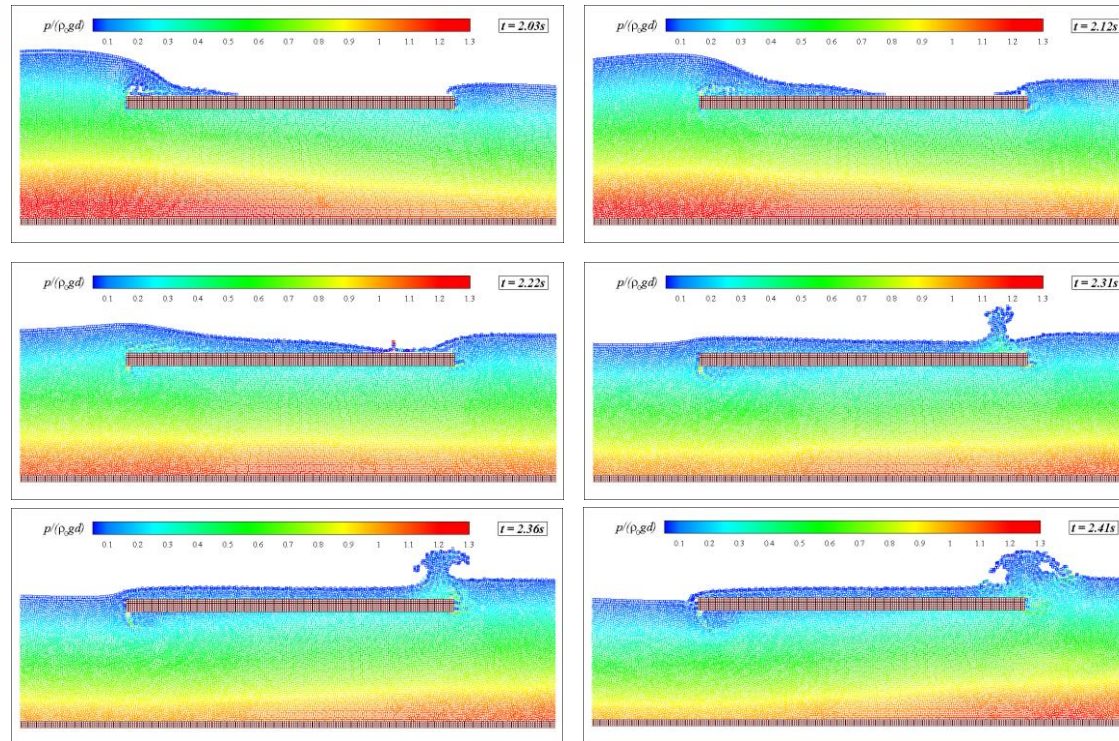 p/(ρ₀gd) t = 2.03s
0.1 0.2 0.3 0.4 0.5 0.6 0.7 0.8 0.9 1 1.1 1.2 1.3
p/(ρ₀gd) t = 2.12s
0.1 0.2 0.3 0.4 0.5 0.6 0.7 0.8 0.9 1 1.1 1.2 1.3
p/(ρ₀gd) t = 2.22s
0.1 0.2 0.3 0.4 0.5 0.6 0.7 0.8 0.9 1 1.1 1.2 1.3
p/(ρ₀gd) t = 2.31s
0.1 0.2 0.3 0.4 0.5 0.6 0.7 0.8 0.9 1 1.1 1.2 1.3
p/(ρ₀gd) t = 2.36s
0.1 0.2 0.3 0.4 0.5 0.6 0.7 0.8 0.9 1 1.1 1.2 1.3
p/(ρ₀gd) t = 2.41s
0.1 0.2 0.3 0.4 0.5 0.6 0.7 0.8 0.9 1 1.1 1.2 1.3